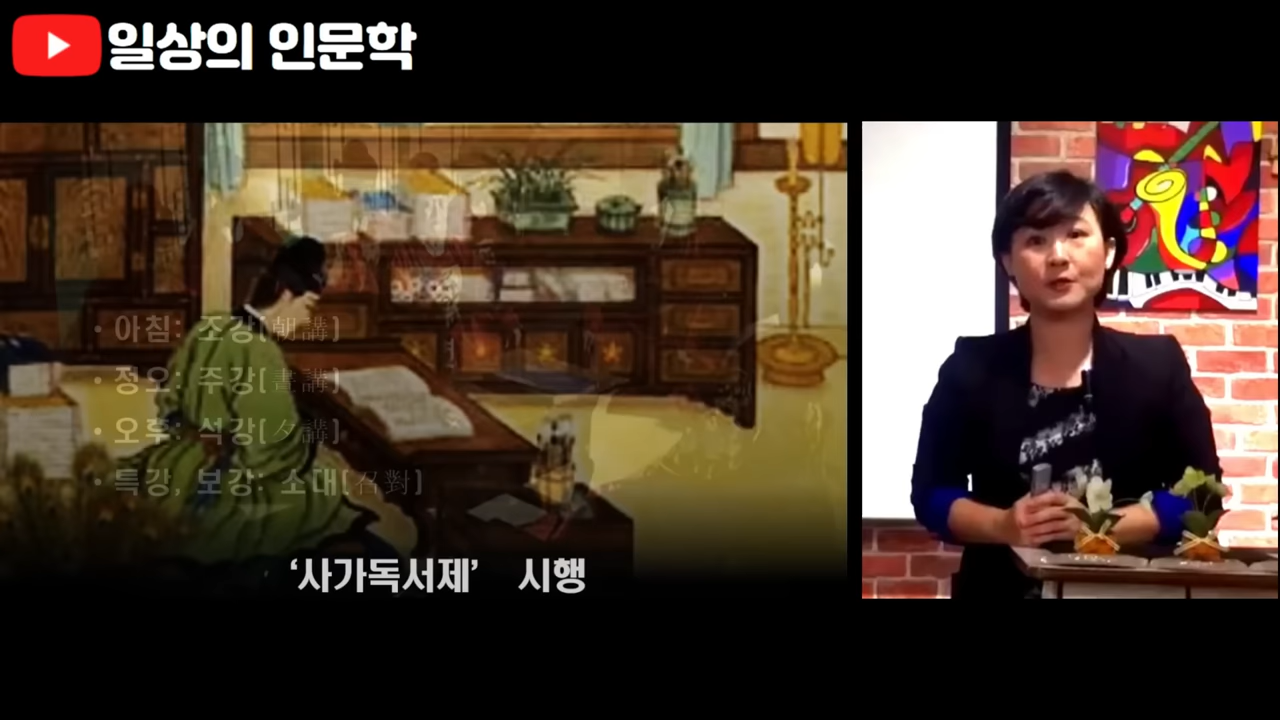 일상의 인문학
• 아침: 조강(朝講)
• 정오: 주강(晝講)
• 오후: 석강(夕講)
• 특강, 보강: 소대(召對)
‘사가독서제’ 시행